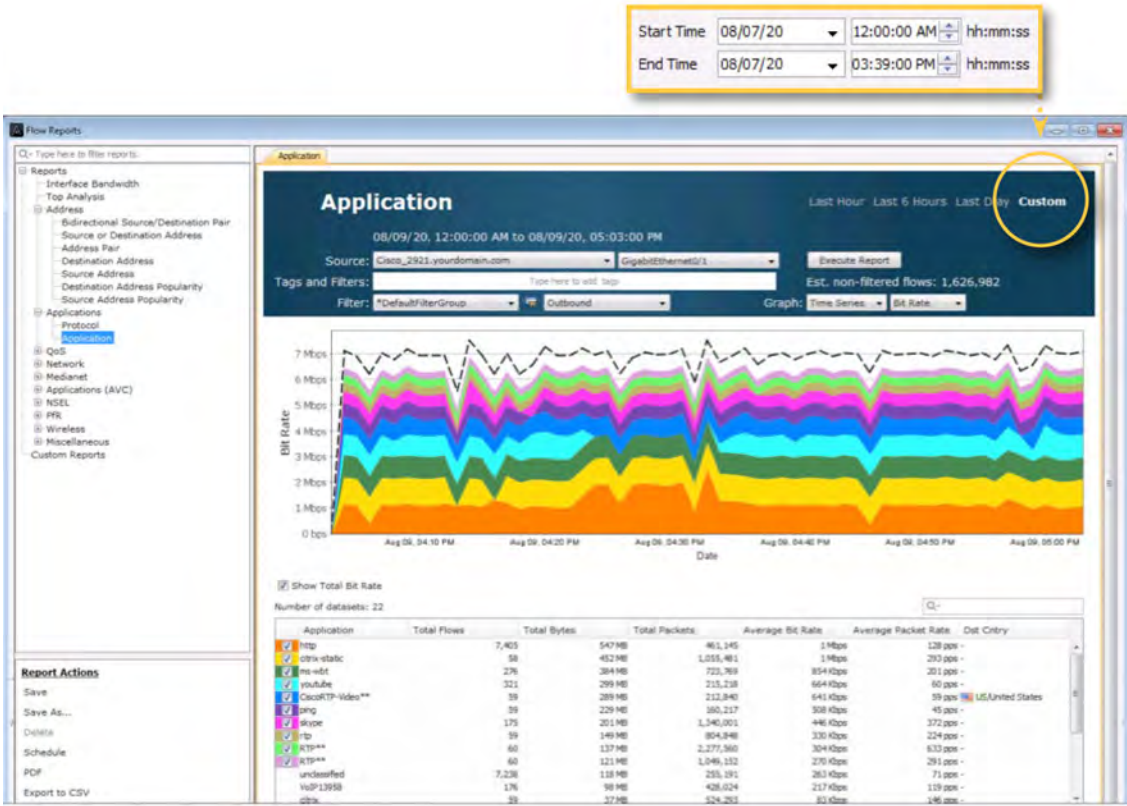 Start Time 08/07/20 12:00:00 AM hh:mm:ss
End Time 08/07/20 03:39:00 PM hh:mm:ss
Flow Reports
Type here to filter reports.
Reports
Interface Bandwidth
Top Analysis
Address
Bidirectional Source/Destination Pair
Source or Destination Address
Address Pair
Destination Address
Source Address
Destination Address Popularity
Source Address Popularity
Applications
Protocol
Application
QoS
Network
Medianet
Applications (AVC)
NSEL
PfR
Wireless
Miscellaneous
Custom Reports
Report Actions
Save
Save As...
Delete
Schedule
PDF
Export to CSV
Application
Application
Last Hour Last 6 Hours Last Day Custom
08/09/20, 12:00:00 AM to 08/09/20, 05:03:00 PM
Source: Cisco_2921.yourdomain.com GigabitEthernet0/1 Execute Report
Tags and Filters: Type here to add tags Est. non-filtered flows: 1,626,982
Filter: *DefaultFilterGroup Outbound Graph: Time Series Bit Rate
7 Mbps
6 Mbps
5 Mbps
4 Mbps
3 Mbps
2 Mbps
1 Mbps
0 bps
Bit Rate
Aug 09, 04:10 PM Aug 09, 04:20 PM Aug 09, 04:30 PM Aug 09, 04:40 PM Aug 09, 04:50 PM Aug 09, 05:00 PM
Date
Show Total Bit Rate
Number of datasets: 22
Application Total Flows Total Bytes Total Packets Average Bit Rate Average Packet Rate Dst Cntry
http 7,405 547 MB 461,145 1 Mbps 128 pps -
citrix-static 58 452 MB 1,055,481 1 Mbps 293 pps -
ms-wbt 276 384 MB 723,769 854 Kbps 201 pps -
youtube 321 299 MB 215,218 664 Kbps 60 pps -
CiscoRTP-Video** 59 289 MB 212,840 641 Kbps 59 pps US/United States
ping 59 229 MB 160,217 508 Kbps 45 pps -
skype 175 201 MB 1,340,001 446 Kbps 372 pps -
rtp 59 149 MB 804,848 330 Kbps 224 pps -
RTP** 60 137 MB 2,277,560 304 Kbps 633 pps -
RTP** 60 121 MB 1,049,152 270 Kbps 291 pps -
unclassified 7,238 118 MB 255,191 263 Kbps 71 pps -
VoIP13958 176 98 MB 428,024 217 Kbps 119 pps -
citrix 59 37 MB 524,293 83 Kbps 146 pps -